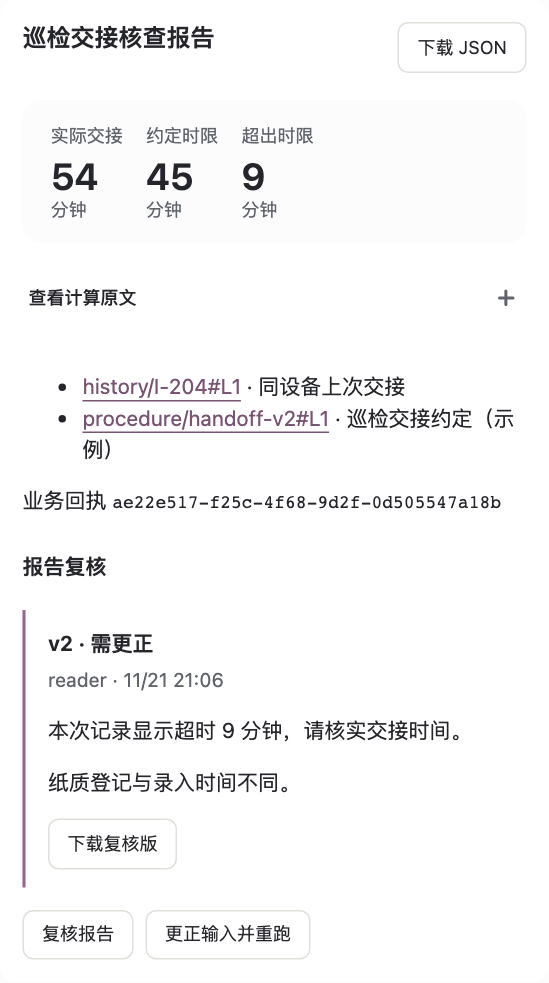 巡检交接核查报告
下载 JSON
实际交接 约定时限 超出时限
54 45 9
分钟 分钟 分钟
查看计算原文
history/I-204#L1 · 同设备上次交接
procedure/handoff-v2#L1 · 巡检交接约定（示
例）
业务回执 ae22e517-f25c-4f68-9d2f-0d505547a18b
报告复核
v2 · 需更正
reader · 11/21 21:06
本次记录显示超时 9 分钟，请核实交接时间。
纸质登记与录入时间不同。
下载复核版
复核报告 更正输入并重跑